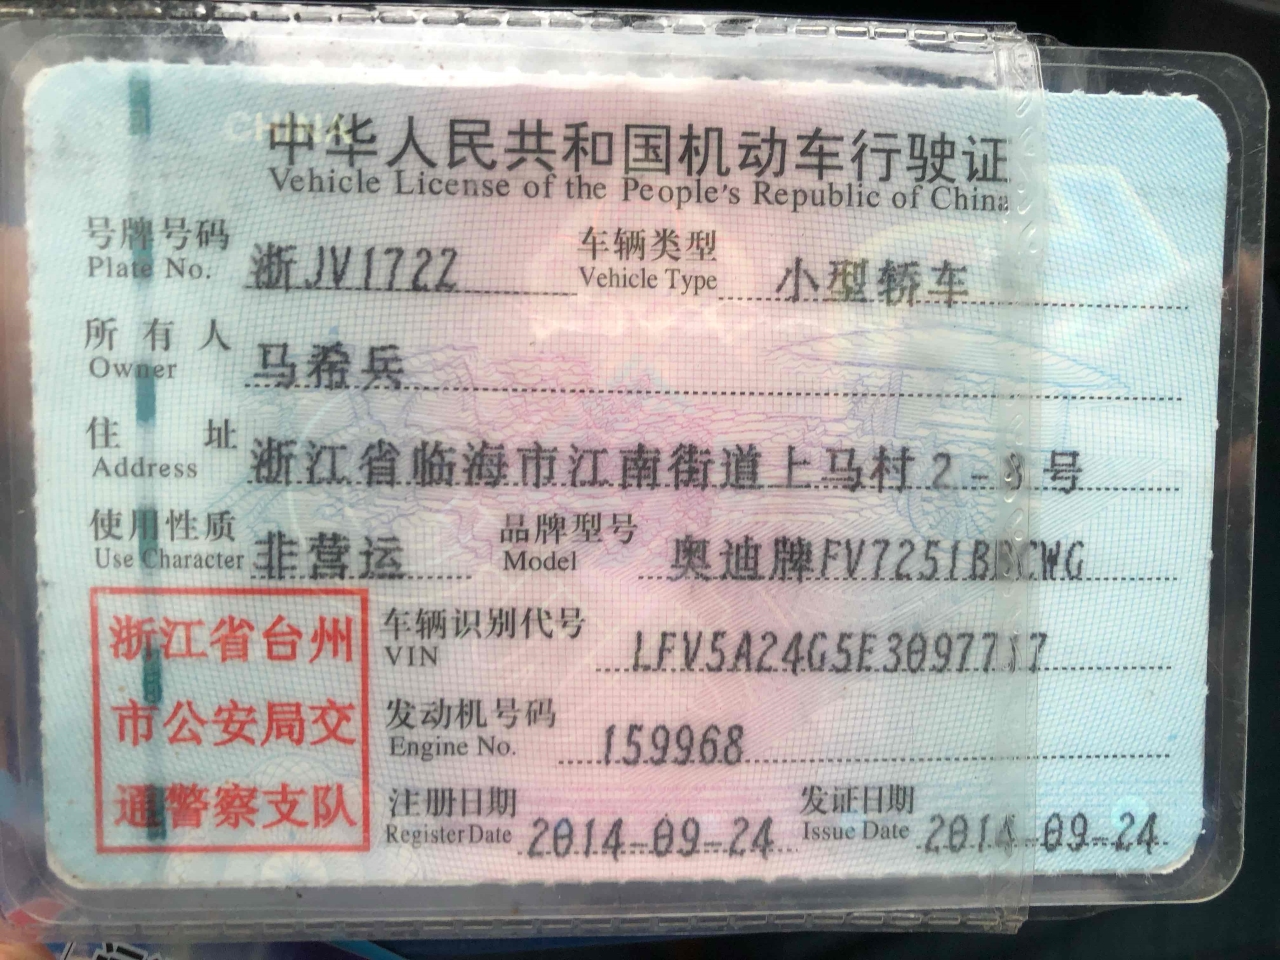 CHINA
中华人民共和国机动车行驶证
Vehicle License of the People's Republic of China
号牌号码 浙JV1722 车辆类型 小型轿车
Plate No. Vehicle Type
所有人 马希兵
Owner
住址 浙江省临海市江南街道上马村2-8号
Address
使用性质 非营运 品牌型号 奥迪牌FV7251BBCWG
Use Character Model
浙江省台州
市公安局交
通警察支队
车辆识别代号 LFV5A24G5E3097717
VIN
发动机号码 159968
Engine No.
注册日期 2014-09-24 发证日期 2014-09-24
Register Date Issue Date